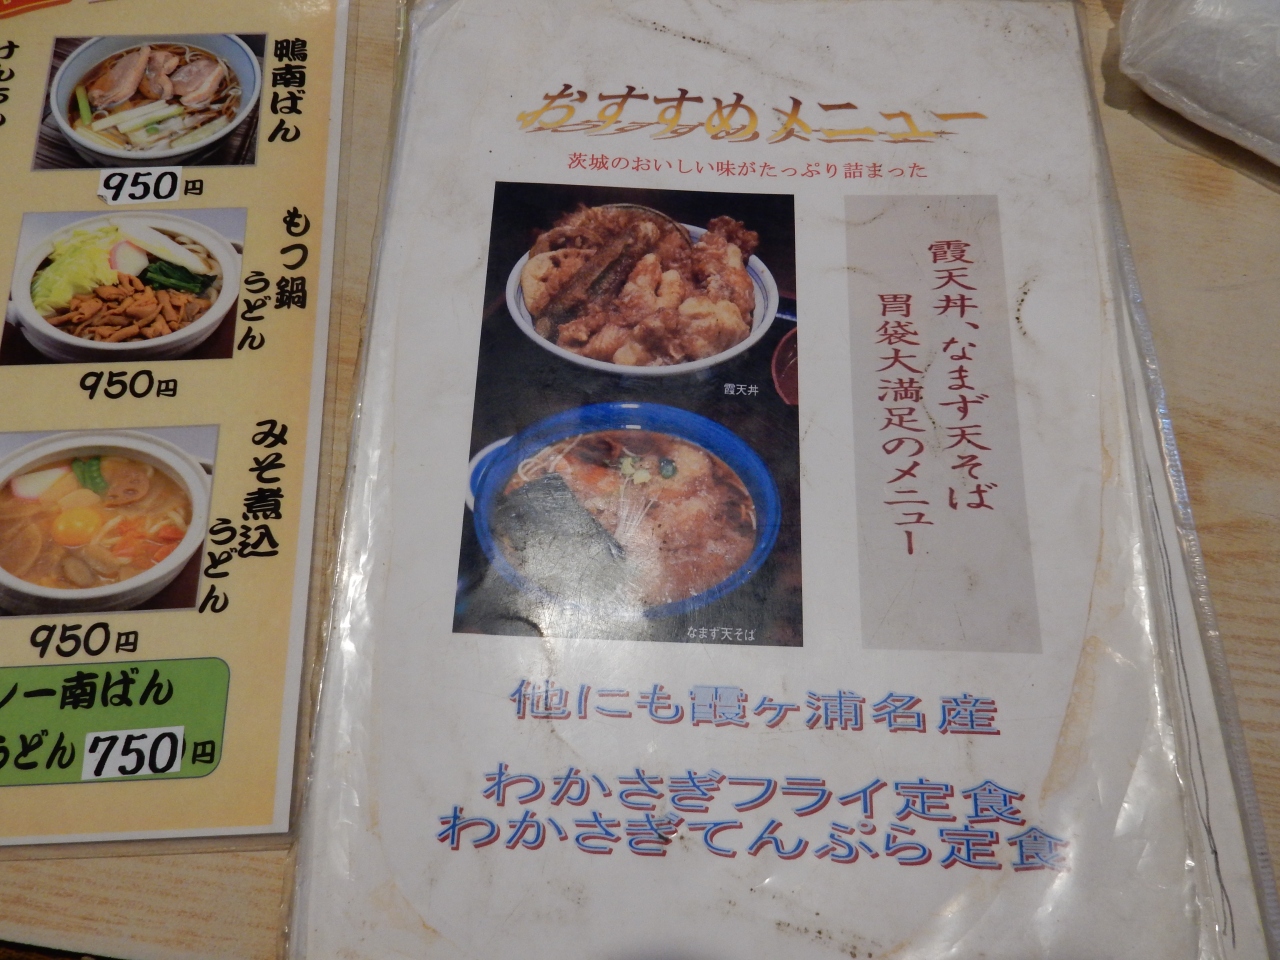 鴨南ばん
950円
もつ鍋
うどん
950円
みそ煮込
うどん
950円
ー南ばん
うどん 750円
おすすめメニュー
茨城のおいしい味がたっぷり詰まった
霞天丼、なまず天そば
胃袋大満足のメニュー
霞天丼
なまず天そば
他にも霞ヶ浦名産
わかさぎフライ定食
わかさぎてんぷら定食